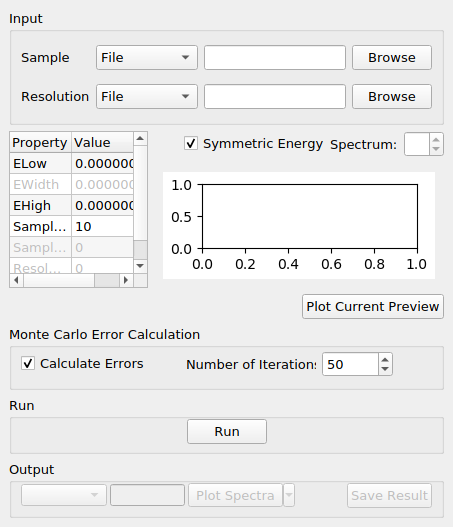 Input
Sample File Browse
Resolution File Browse
Property Value
ELow 0.000000
EWidth 0.000000
EHigh 0.000000
Sampl... 10
Sampl... 0
Resol... 0
Symmetric Energy Spectrum:
1.0
0.5
0.0
0.0 0.2 0.4 0.6 0.8 1.0
Plot Current Preview
Monte Carlo Error Calculation
Calculate Errors Number of Iterations 50
Run
Run
Output
Plot Spectra Save Result